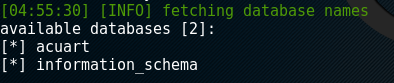 [04:55:30] [INFO] fetching database names
available databases [2]:
[*] acuart
[*] information_schema